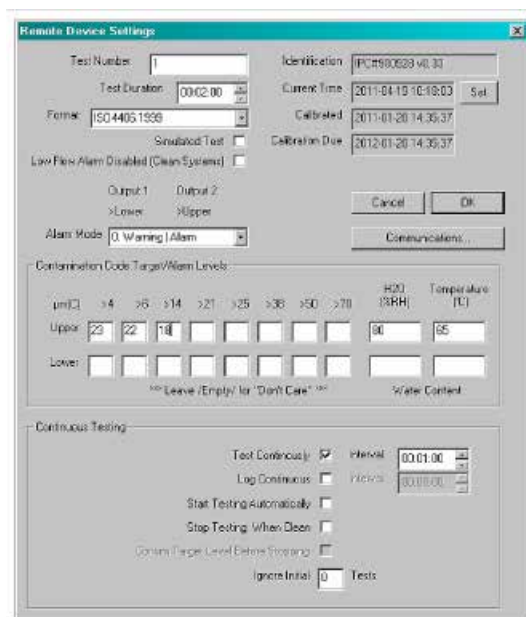 Remote Device Settings
Test Number 1 Identification
Test Duration 00:02:00 Current Time 2011-04-19 Set
Format ISO4406:1999 Calibrated 2011-01-20 14:35:37
Simulated Test Calibration Due 2012-01-20 14:35:37
Low Flow Alarm Disabled (Clean Systems)
Output 1 Output 2
>Lower >Upper Cancel OK
Alarm Mode 0. Warning | Alarm Communications...
Contamination Code Target/Alarm Levels
H2O Temperature
µm(C) >4 >6 >14 >21 >25 >38 >50 >70 (%RH) (°C)
Upper 23 22 18 80 65
Lower
Leave /Empty/ for "Don't Care" Water Content
Continuous Testing
Test Continously Interval 00:01:00
Log Continuous Interval 00:00:00
Start Testing Automatically
Stop Testing When Clean
Confirm Target Level Before Stopping
Ignore Initial 0 Tests